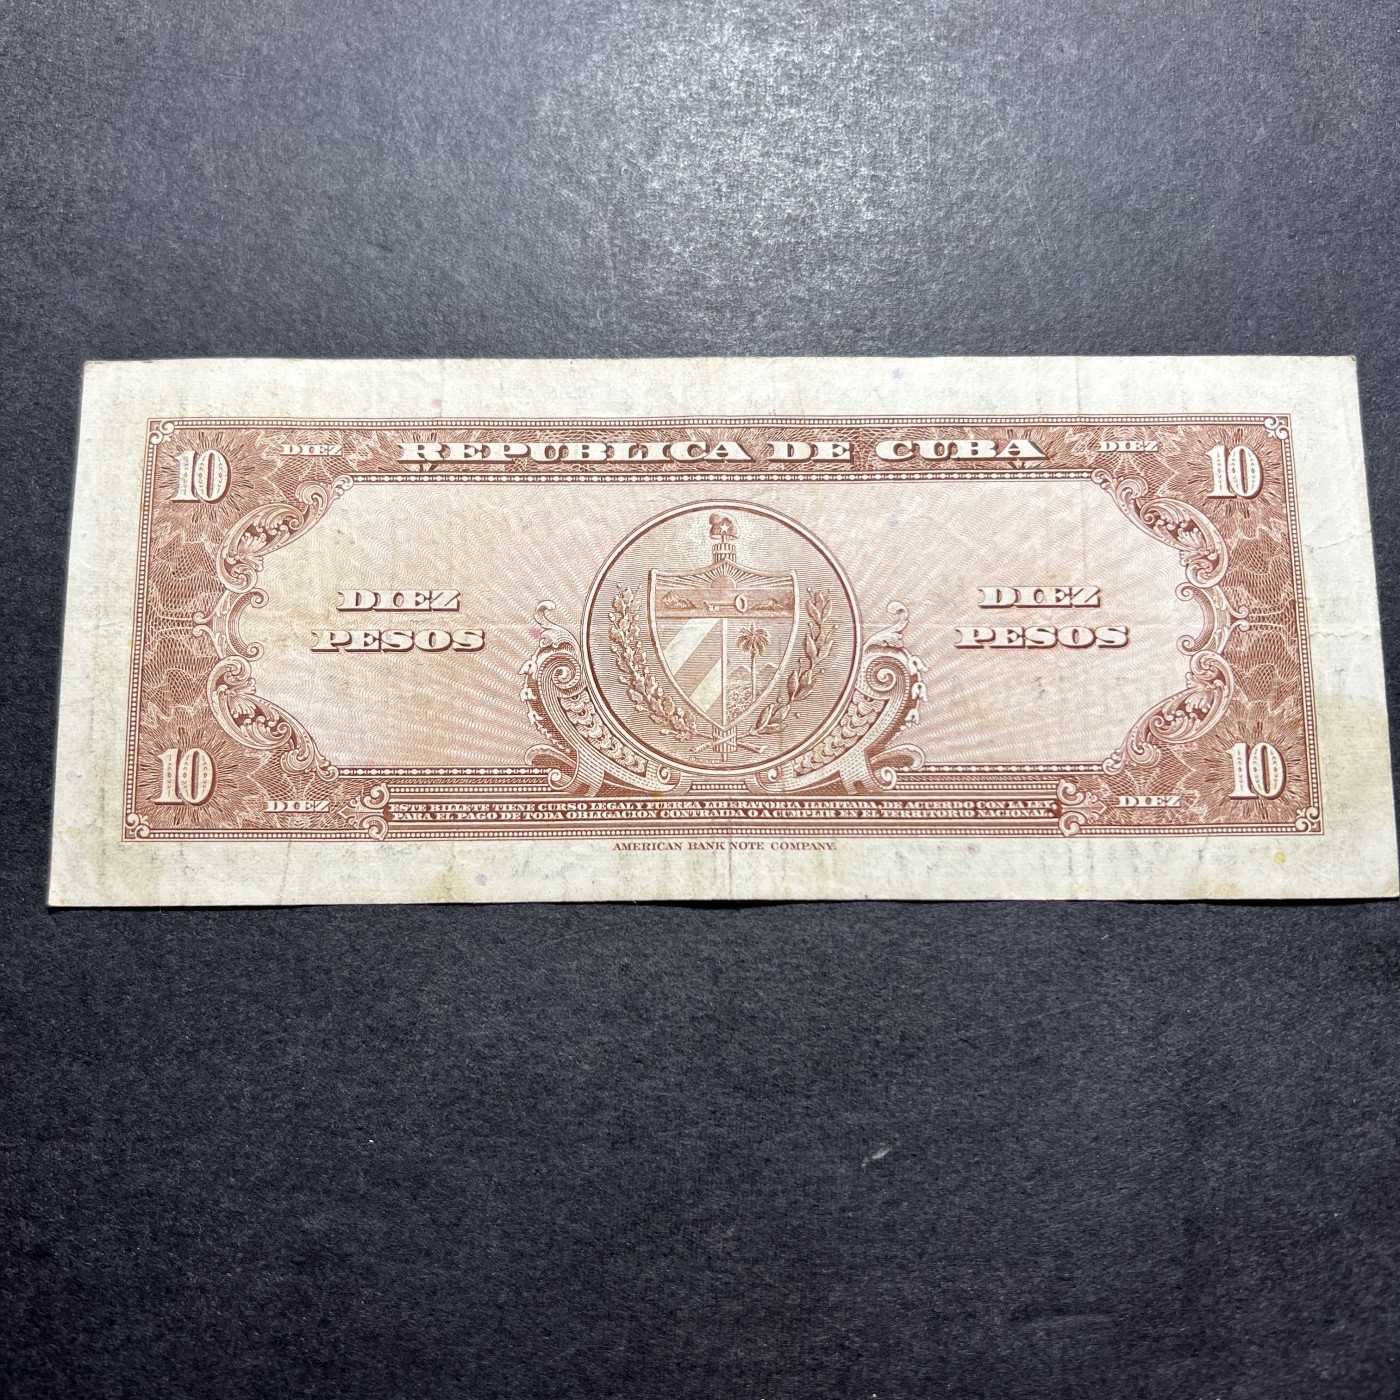 10 DIEZ REPUBLICA DE CUBA DIEZ 10
DIEZ
PESOS
DIEZ
PESOS
10 DIEZ DIEZ 10
ESTE BILLETE TIENE CURSO LEGAL Y FUERZA LIBERATORIA ILIMITADA, DE ACUERDO CON LA LEY,
PARA EL PAGO DE TODA OBLIGACION CONTRAIDA O A CUMPLIR EN EL TERRITORIO NACIONAL
AMERICAN BANK NOTE COMPANY.